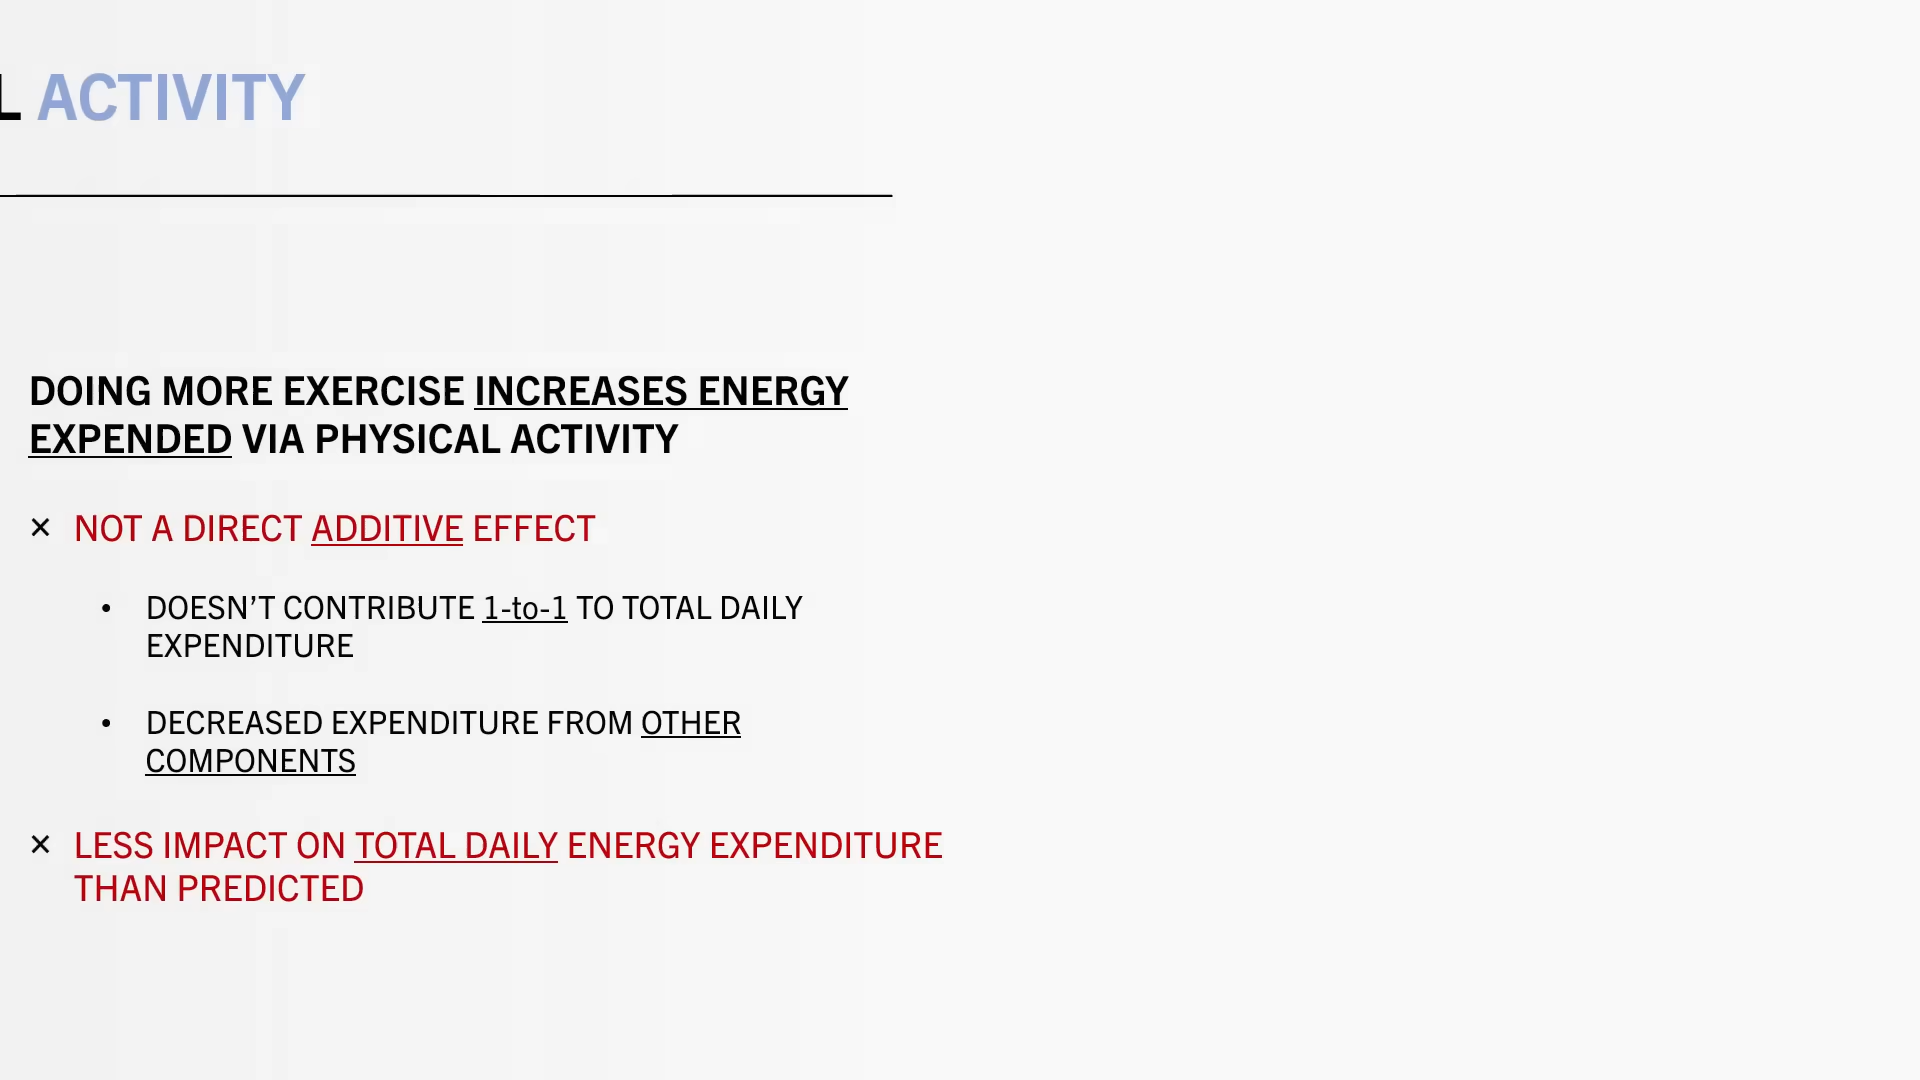 L ACTIVITY
DOING MORE EXERCISE INCREASES ENERGY
EXPENDED VIA PHYSICAL ACTIVITY
× NOT A DIRECT ADDITIVE EFFECT
• DOESN’T CONTRIBUTE 1-to-1 TO TOTAL DAILY
EXPENDITURE
• DECREASED EXPENDITURE FROM OTHER
COMPONENTS
× LESS IMPACT ON TOTAL DAILY ENERGY EXPENDITURE
THAN PREDICTED